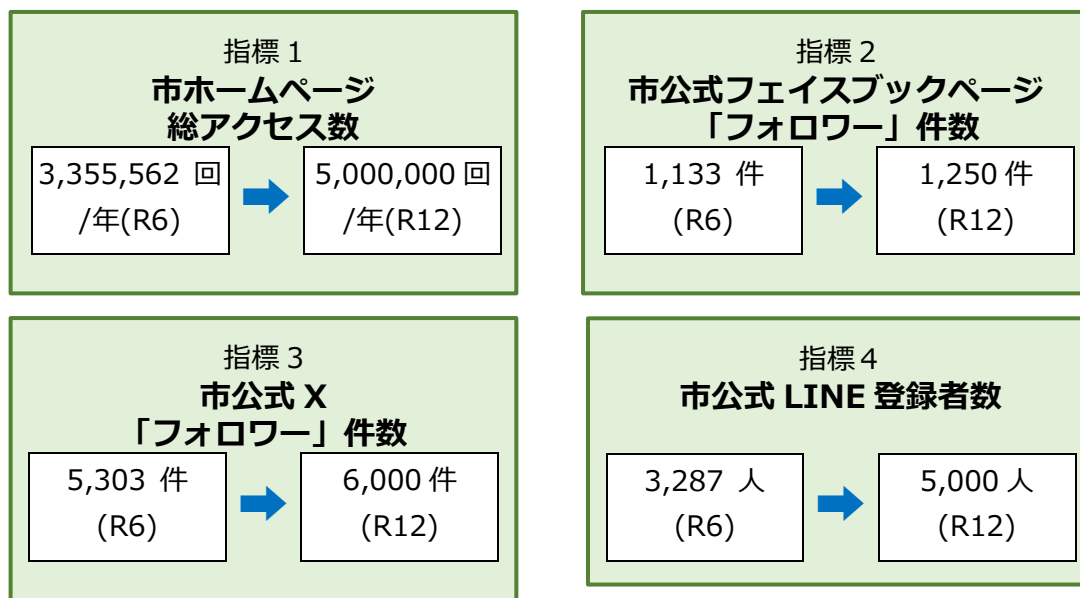 指標1
市ホームページ
総アクセス数
3,355,562 回
/年(R6)
5,000,000 回
/年(R12)
指標2
市公式フェイスブックページ
「フォロワー」件数
1,133 件
(R6)
1,250 件
(R12)
指標3
市公式 X
「フォロワー」件数
5,303 件
(R6)
6,000 件
(R12)
指標4
市公式 LINE 登録者数
3,287 人
(R6)
5,000 人
(R12)